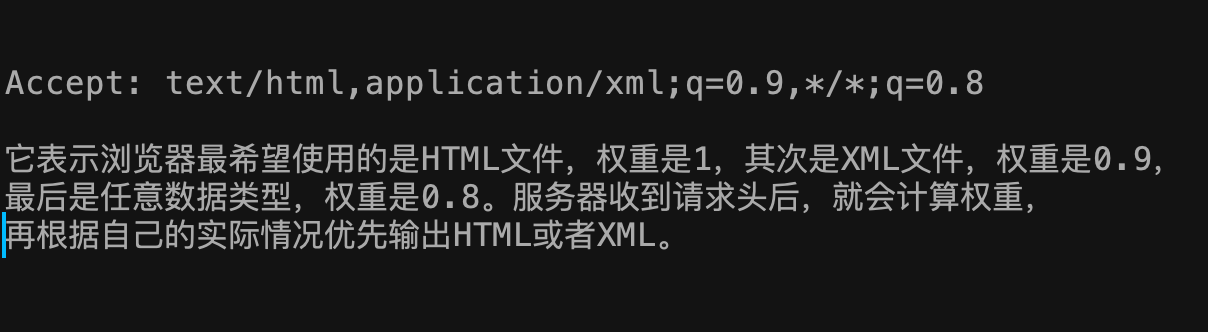 Accept: text/html,application/xml;q=0.9,*/*;q=0.8
它表示浏览器最希望使用的是HTML文件，权重是1，其次是XML文件，权重是0.9，
最后是任意数据类型，权重是0.8。服务器收到请求头后，就会计算权重，
再根据自己的实际情况优先输出HTML或者XML。